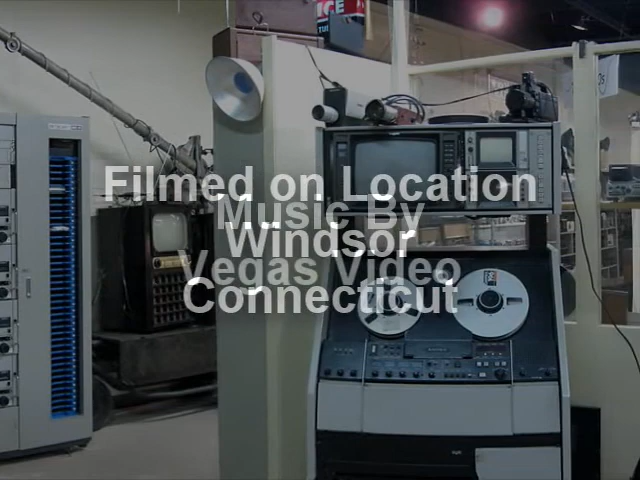 Filmed on Location
Music By
Windsor
Vegas Video
Connecticut